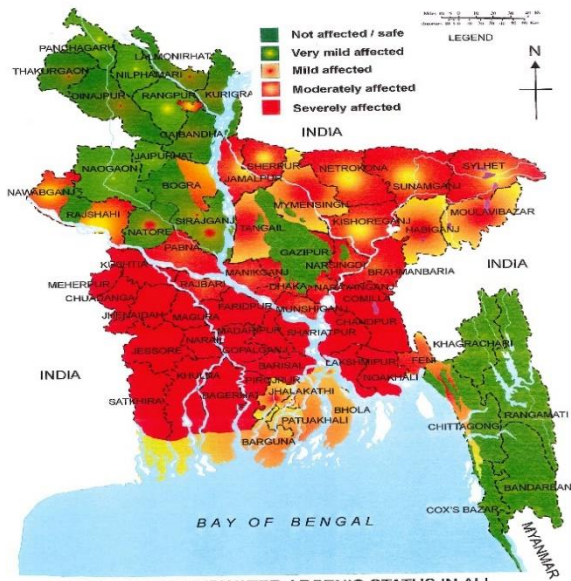 Not affected / safe
Very mild affected
Mild affected
Moderately affected
Severely affected
LEGEND
N
PANCHAGARH
LALMONIRHAT
THAKURGAON
NILPHAMARI
DINAJPUR
RANGPUR
KURIGRA
GAIBANDHA
INDIA
JAIPURHAT
NAOGAON
BOGRA
SHERPUR
JAMALPUR
NETROKONA
SUNAMGANJ
SYLHET
NAWABGANJ
RAJSHAHI
NATORE
SIRAJGANJ
MYMENSINGH
TANGAIL
KISHOREGANJ
HABIGANJ
MOULAVIBAZAR
PABNA
GAZIPUR
NARSINGDI
KUSHTIA
MANIKGANJ
DHAKA
NARAYANGANJ
BRAHMANBARIA
INDIA
MEHERPUR
CHUADANGA
RAJBARI
FARIDPUR
MUNSHIGANJ
COMILLA
JHENAIDAH
MAGURA
MADARIPUR
SHARIATPUR
CHANDPUR
KHAGRACHARI
JESSORE
NARAIL
GOPALGANJ
BARISAL
LAKSHMIPUR
FENI
NOAKHALI
INDIA
KHULNA
PIROJPUR
JHALAKATHI
SATKHIRA
BAGERHAT
BHOLA
PATUAKHALI
RANGAMATI
CHITTAGONG
BARGUNA
BANDARBAN
COX'S BAZAR
BAY OF BENGAL
MYANMAR